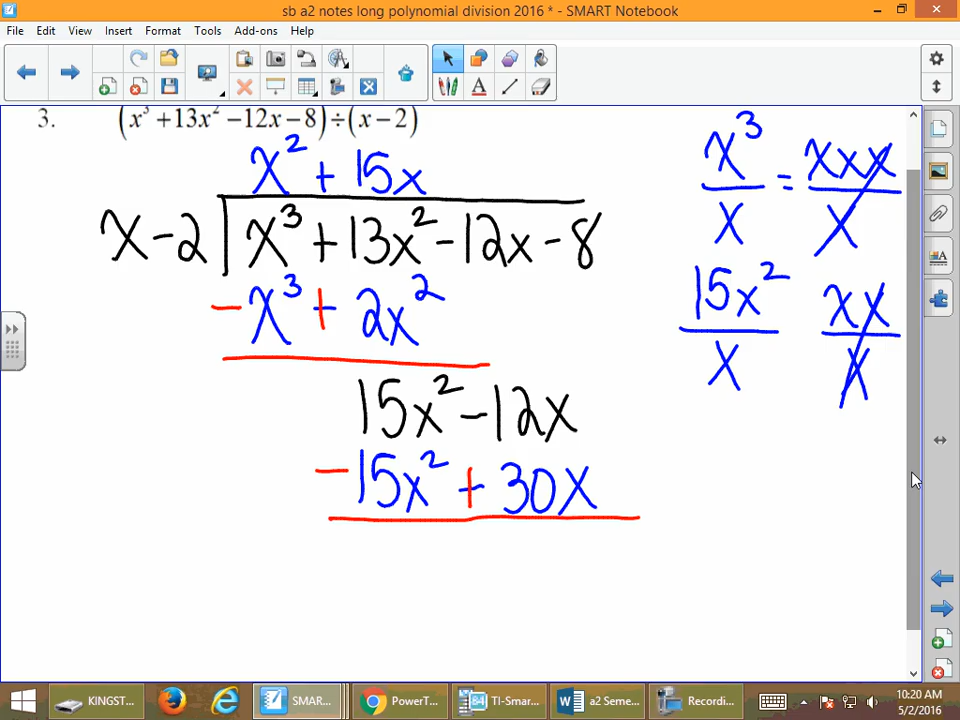 sb a2 notes long polynomial division 2016 * - SMART Notebook
File Edit View Insert Format Tools Add-ons Help
3. (x³ +13x² −12x−8)÷(x−2)
x² + 15x
x-2 x³ + 13x² - 12x - 8
- x³ + 2x²
15x² - 12x
- 15x² + 30x
x³/x = xxx/x
15x²/x xx/x
KINGST... SMAR... PowerT... TI-Smar... a2 Seme... Recordi...
10:20 AM
5/2/2016